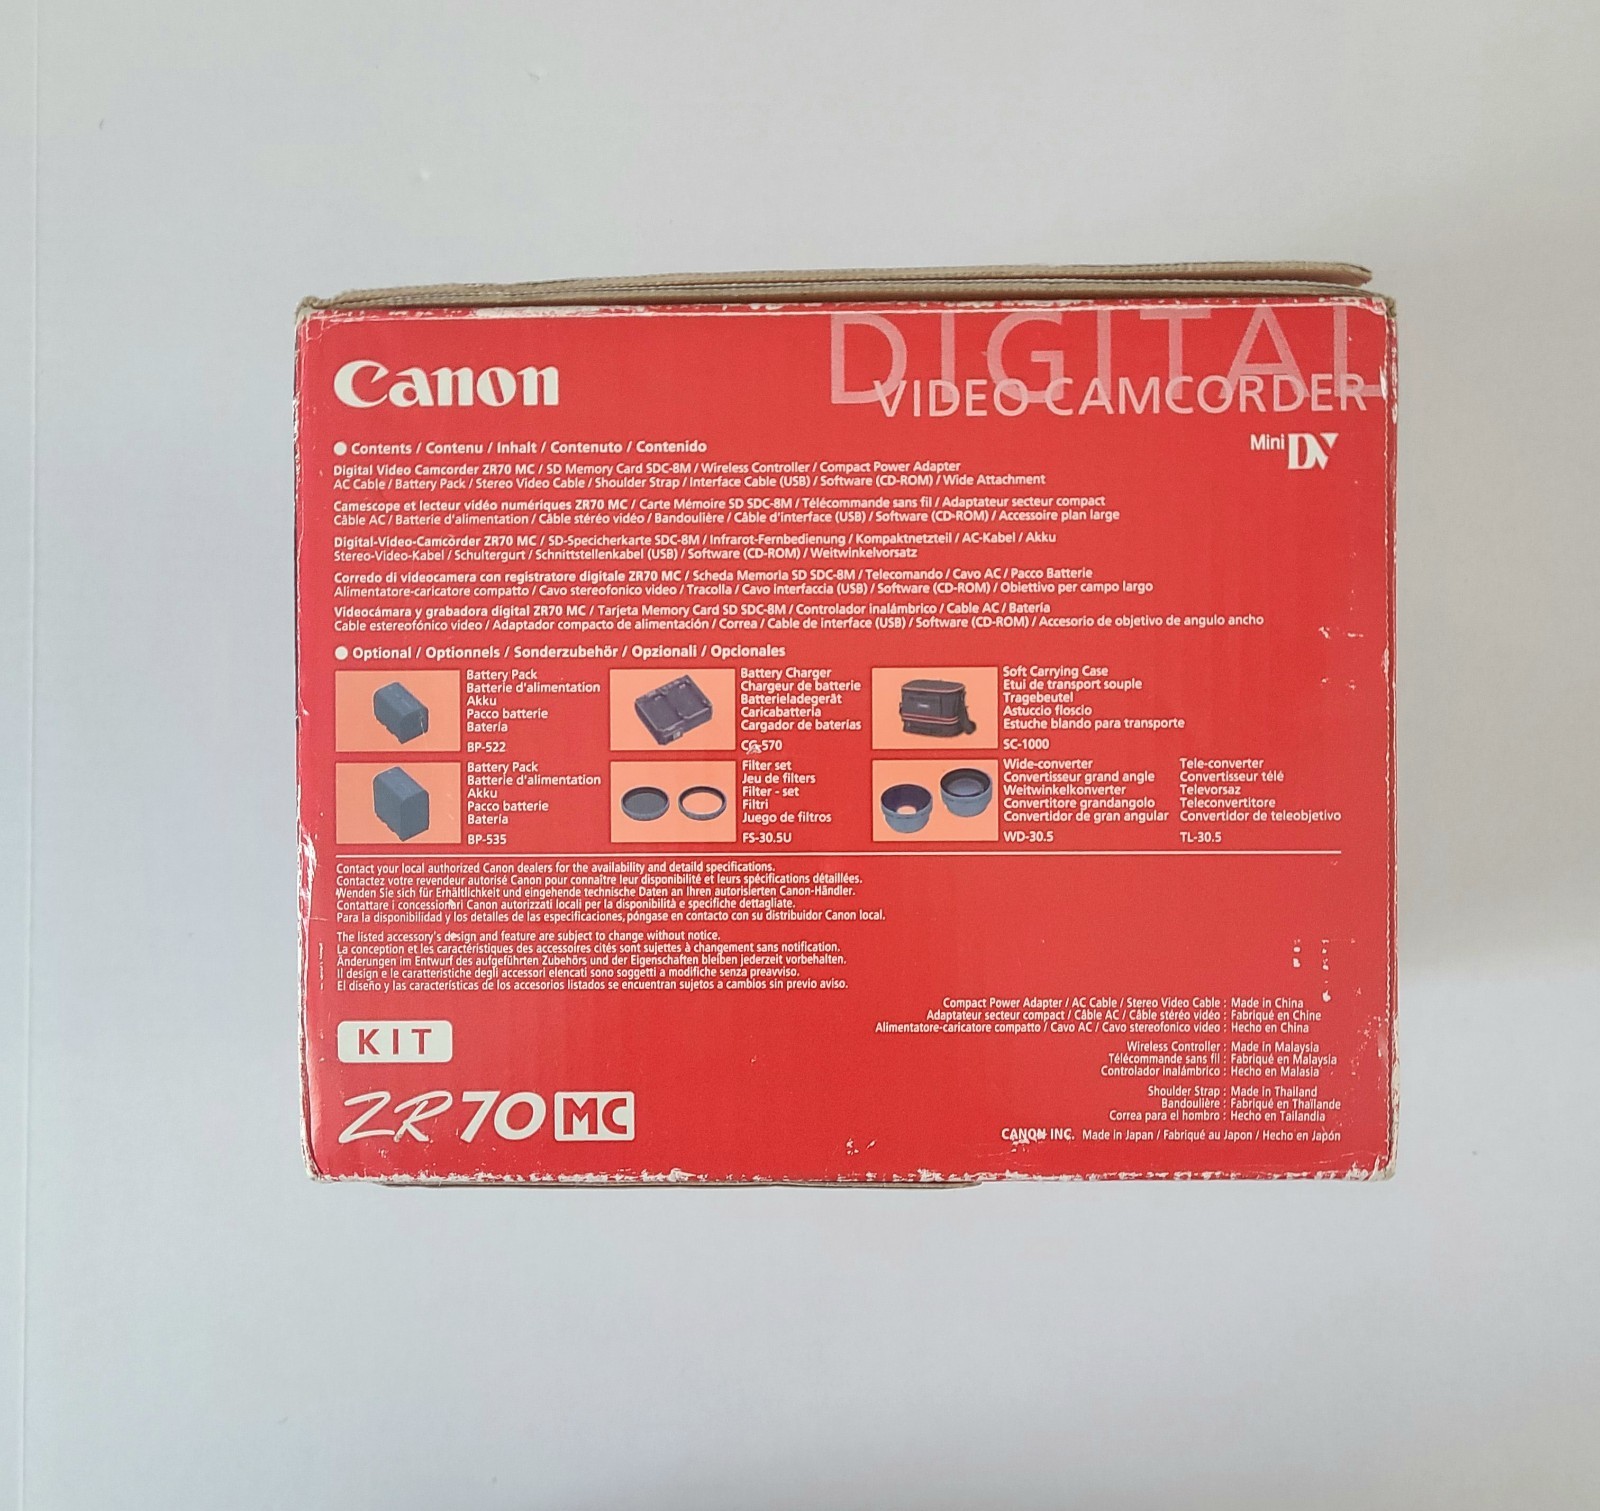 DIGITAL
VIDEO CAMCORDER
Canon
Mini DV
Contents / Contenu / Inhalt / Contenuto / Contenido
Digital Video Camcorder ZR70 MC / SD Memory Card SDC-8M / Wireless Controller / Compact Power Adapter
AC Cable / Battery Pack / Stereo Video Cable / Shoulder Strap / Interface Cable (USB) / Software (CD-ROM) / Wide Attachment
Camescope et lecteur vidéo numériques ZR70 MC / Carte Mémoire SD SDC-8M / Télécommande sans fil / Adaptateur secteur compact
Câble AC / Batterie d'alimentation / Câble stéréo vidéo / Bandoulière / Câble d'interface (USB) / Software (CD-ROM) / Accessoire plan large
Digital-Video-Camcorder ZR70 MC / SD-Specicherkarte SDC-8M / Infrarot-Fernbedienung / Kompaktnetzteil / AC-Kabel / Akku
Stereo-Video-Kabel / Schultergurt / Schnittstellenkabel (USB) / Software (CD-ROM) / Weitwinkelvorsatz
Corredo di videocamera con registratore digitale ZR70 MC / Scheda Memoria SD SDC-8M / Telecomando / Cavo AC / Pacco Batterie
Alimentatore-caricatore compatto / Cavo stereofonico video / Tracolla / Cavo interfaccia (USB) / Software (CD-ROM) / Obiettivo per campo largo
Videocámara y grabadora digital ZR70 MC / Tarjeta Memory Card SD SDC-8M / Controlador inalámbrico / Cable AC / Batería
Cable estereofónico video / Adaptador compacto de alimentación / Correa / Cable de interface (USB) / Software (CD-ROM) / Accesorio de objetivo de angulo ancho
Optional / Optionnels / Sonderzubehör / Opzionali / Opcionales
Battery Pack
Batterie d'alimentation
Akku
Pacco batterie
Batería
BP-522
Battery Charger
Chargeur de batterie
Batterieladegerät
Caricabatteria
Cargador de baterías
CG-570
Soft Carrying Case
Etui de transport souple
Tragebeutel
Astuccio floscio
Estuche blando para transporte
SC-1000
Battery Pack
Batterie d'alimentation
Akku
Pacco batterie
Batería
BP-535
Filter set
Jeu de filters
Filter - set
Filtri
Juego de filtros
FS-30.5U
Wide-converter
Convertisseur grand angle
Weitwinkelkonverter
Convertitore grandangolo
Convertidor de gran angular
WD-30.5
Tele-converter
Convertisseur télé
Televorsaz
Teleconvertitore
Convertidor de teleobjetivo
TL-30.5
Contact your local authorized Canon dealers for the availability and detaild specifications.
Contactez votre revendeur autorisé Canon pour connaître leur disponibilité et leurs spécifications détaillées.
Wenden Sie sich für Erhältlichkeit und eingehende technische Daten an Ihren autorisierten Canon-Händler.
Contattare i concessionari Canon autorizzati locali per la disponibilità e specifiche dettagliate.
Para la disponibilidad y los detalles de las especificaciones, póngase en contacto con su distribuidor Canon local.
The listed accessory's design and feature are subject to change without notice.
La conception et les caractéristiques des accessoires cités sont sujettes à changement sans notification.
Änderungen im Entwurf des aufgeführten Zubehörs und der Eigenschaften bleiben jederzeit vorbehalten.
Il design e le caratteristiche degli accessori elencati sono soggetti a modifiche senza preavviso.
El diseño y las características de los accesorios listados se encuentran sujetos a cambios sin previo aviso.
Compact Power Adapter / AC Cable / Stereo Video Cable : Made in China
Adaptateur secteur compact / Câble AC / Câble stéréo vidéo : Fabriqué en Chine
Alimentatore-caricatore compatto / Cavo AC / Cavo stereofonico video : Hecho en China
Wireless Controller : Made in Malaysia
Télécommande sans fil : Fabriqué en Malaysia
Controlador inalámbrico : Hecho en Malasia
Shoulder Strap : Made in Thailand
Bandoulière : Fabriqué en Thaïlande
Correa para el hombro : Hecho en Tailandia
CANON INC. Made in Japan / Fabriqué au Japon / Hecho en Japón
KIT
ZR70 MC